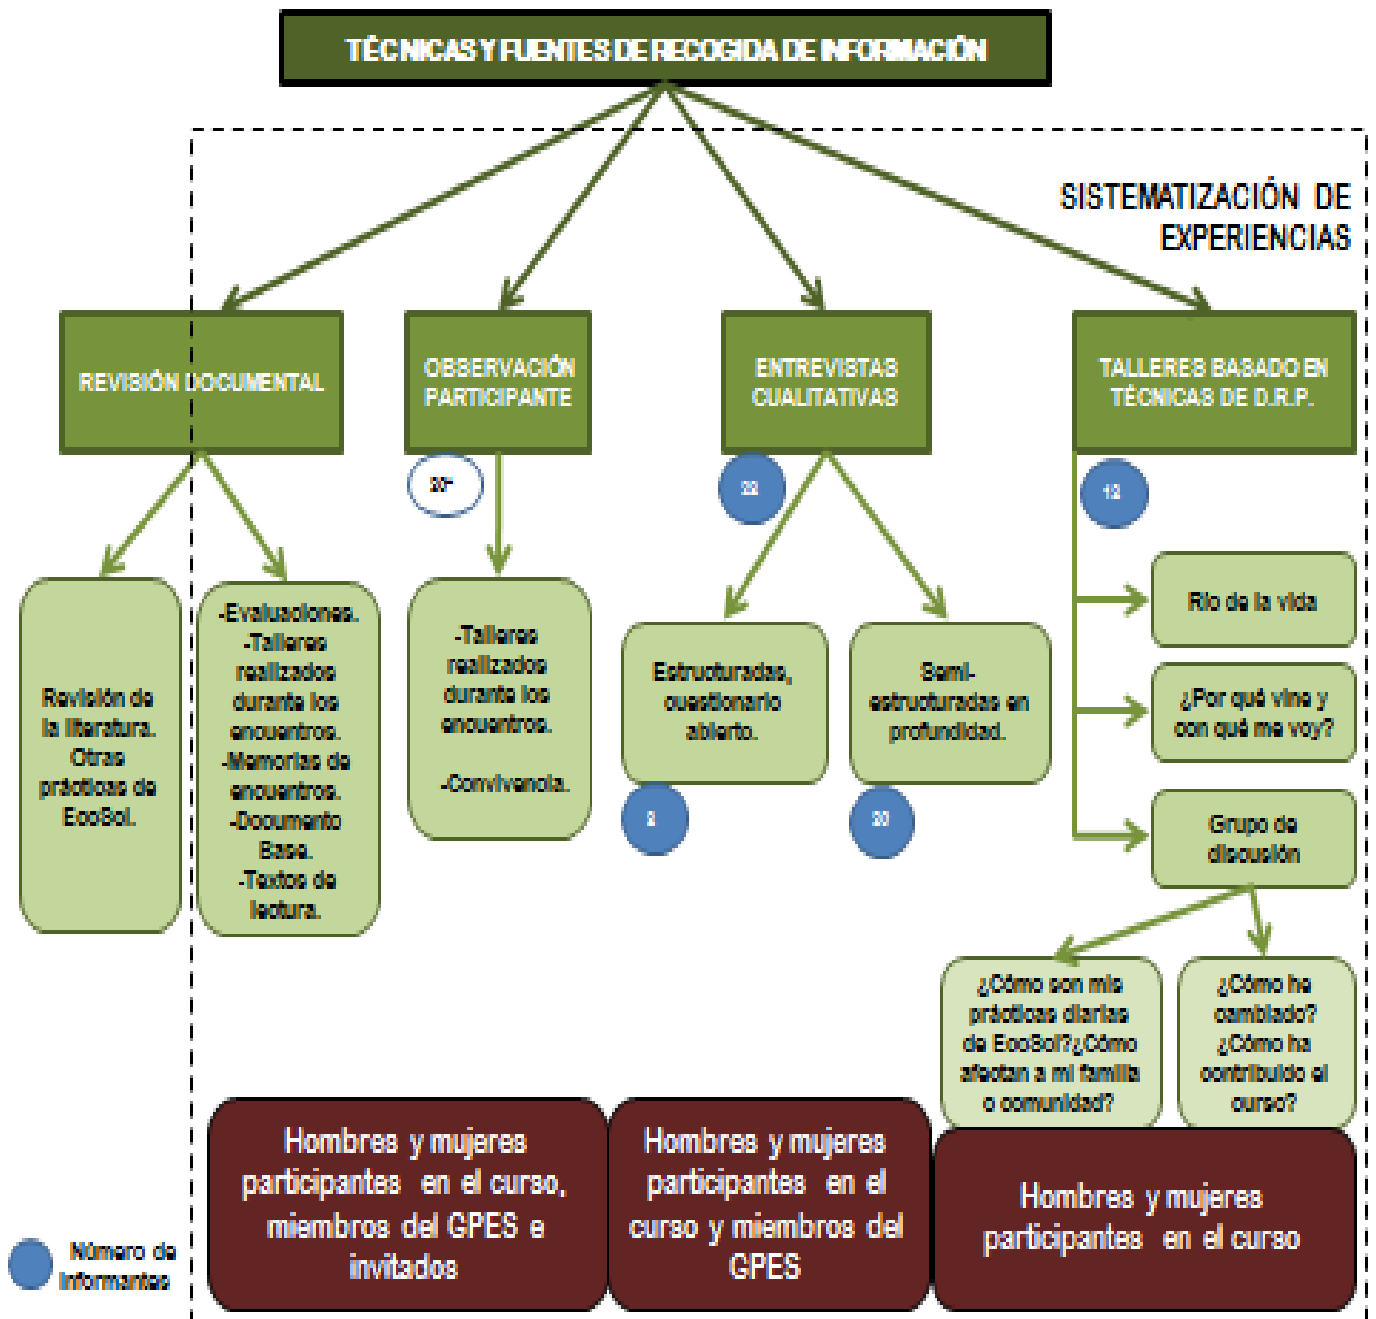 TÉCNICAS Y FUENTES DE RECOGIDA DE INFORMACIÓN
SISTEMATIZACIÓN DE
EXPERIENCIAS
REVISIÓN DOCUMENTAL
OBSERVACIÓN
PARTICIPANTE
ENTREVISTAS
CUALITATIVAS
TALLERES BASADO EN
TÉCNICAS DE D.R.P.
22
12
Revisión de
la literatura.
Otras
prácticas de
EcoSol.
-Evaluaciones.
-Talleres
realizados
durante los
encuentros.
-Memorias de
encuentros.
-Documento
Base.
-Textos de
lectura.
-Talleres
realizados
durante los
encuentros.
-Convivencia.
Estructuradas,
cuestionario
abierto.
2
Semi-
estructuradas en
profundidad.
20
Rio de la vida
¿Por qué vine y
con qué me voy?
Grupo de
discusión
¿Cómo son mis
prácticas diarias
de EcoSol?¿Cómo
afectan a mi familia
o comunidad?
¿Cómo he
cambiado?
¿Cómo ha
contribuido el
curso?
Hombres y mujeres
participantes en el curso,
miembros del GPES e
invitados
Hombres y mujeres
participantes en el
curso y miembros del
GPES
Hombres y mujeres
participantes en el curso
Número de
Informantes